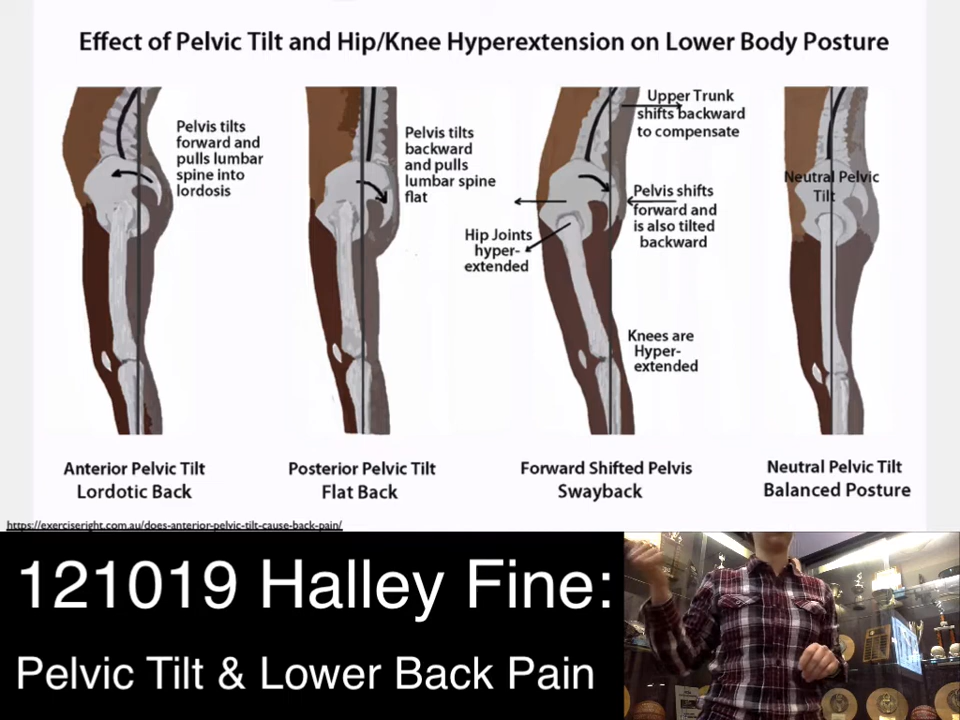 Effect of Pelvic Tilt and Hip/Knee Hyperextension on Lower Body Posture
Pelvis tilts
forward and
pulls lumbar
spine into
lordosis
Pelvis tilts
backward
and pulls
lumbar spine
flat
Upper Trunk
shifts backward
to compensate
Pelvis shifts
forward and
is also tilted
backward
Hip Joints
hyper-
extended
Knees are
Hyper-
extended
Neutral Pelvic
Tilt
Anterior Pelvic Tilt
Lordotic Back
Posterior Pelvic Tilt
Flat Back
Forward Shifted Pelvis
Swayback
Neutral Pelvic Tilt
Balanced Posture
https://exerciseright.com.au/does-anterior-pelvic-tilt-cause-back-pain/
121019 Halley Fine:
Pelvic Tilt & Lower Back Pain